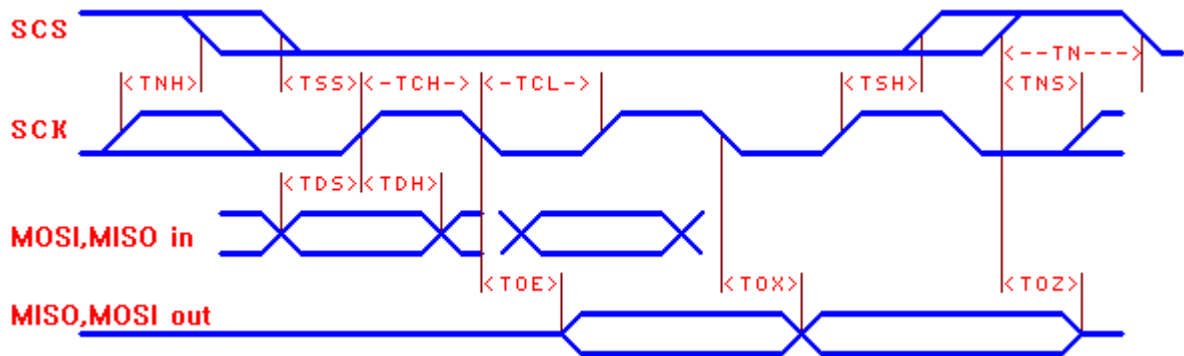 SCS
<--TN--->
<TNH>
<TSS>
<-TCH->
<-TCL->
<TSH>
<TNS>
SCK
<TDS>
<TDH>
MOSI,MISO in
<TOE>
<TOX>
<TOZ>
MISO,MOSI out